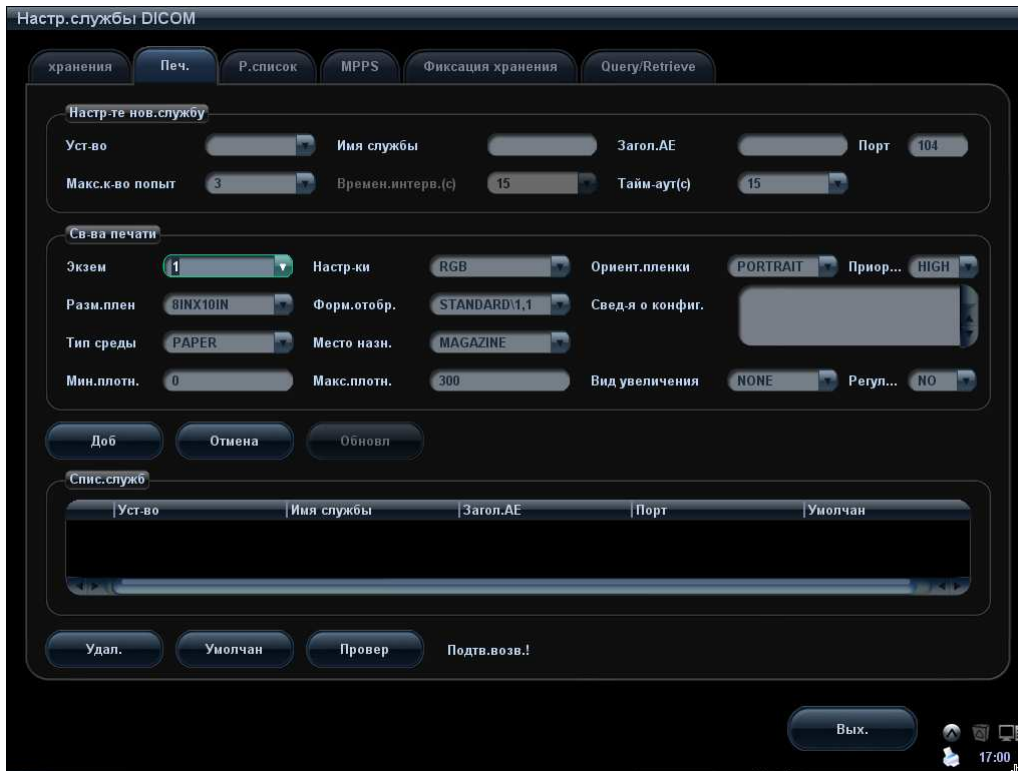 Настр.службы DICOM
хранения Печ. Р.список MPPS Фиксация хранения Query/Retrieve
Настр-те нов.службу
Уст-во Имя службы Загол.АЕ Порт 104
Макс.к-во попыт 3 Времен.интерв.(с) 15 Тайм-аут(с) 15
Св-ва печати
Экзем 1 Настр-ки RGB Ориент.пленки PORTRAIT Приор... HIGH
Разм.плен 8INX10IN Форм.отобр. STANDARD\1,1 Свед-я о конфиг.
Тип среды PAPER Место назн. MAGAZINE
Мин.плотн. 0 Макс.плотн. 300 Вид увеличения NONE Регул... NO
Доб Отмена Обновл
Спис.служб
Уст-во Имя службы Загол.АЕ Порт Умолчан
Удал. Умолчан Провер Подтв.возв.!
Вых.
17:00